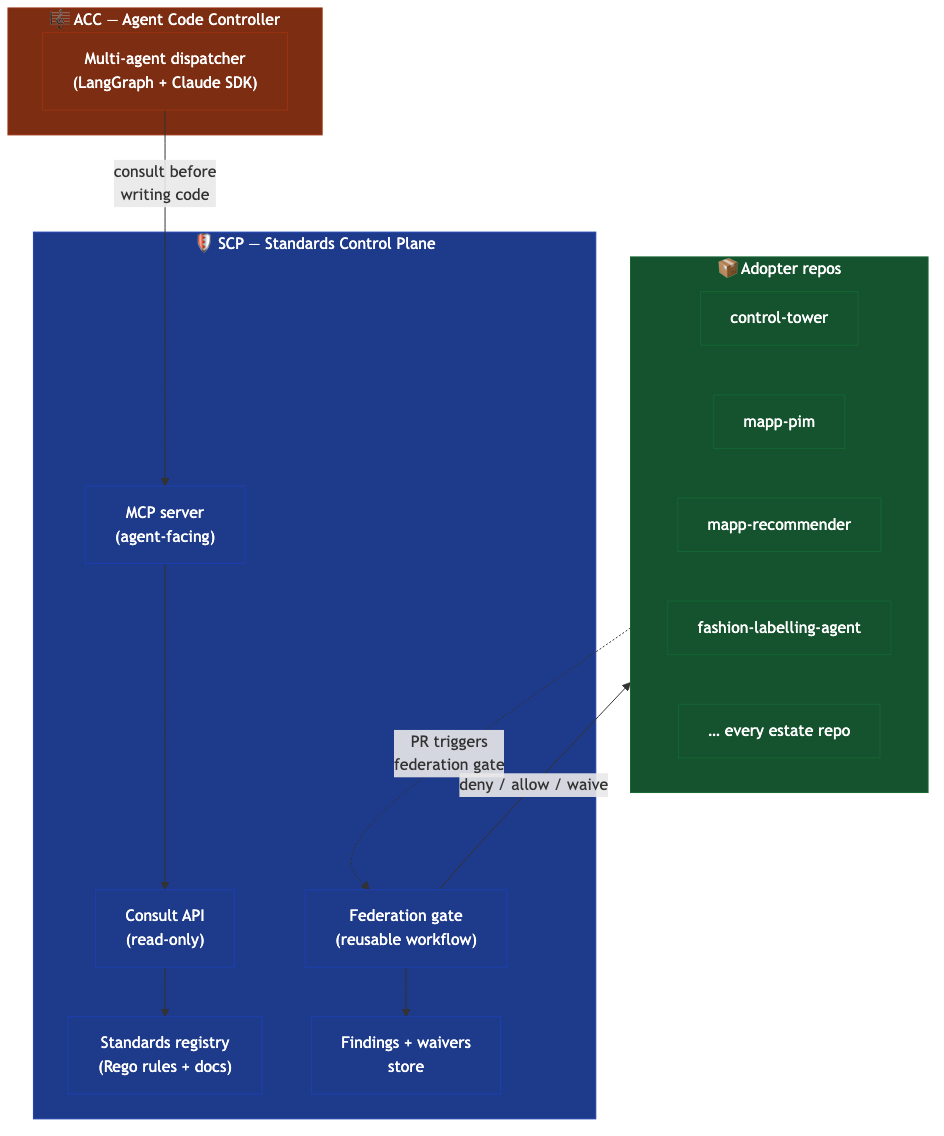 🎼 ACC — Agent Code Controller
Multi-agent dispatcher
(LangGraph + Claude SDK)
consult before
writing code
🛡️ SCP — Standards Control Plane
📦 Adopter repos
control-tower
mapp-pim
MCP server
(agent-facing)
mapp-recommender
fashion-labelling-agent
… every estate repo
PR triggers
federation gate
deny / allow / waive
Consult API
(read-only)
Federation gate
(reusable workflow)
Standards registry
(Rego rules + docs)
Findings + waivers
store